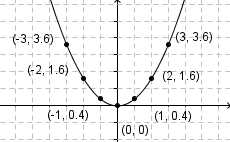 (-3, 3.6) (3, 3.6)
(-2, 1.6) (2, 1.6)
(-1, 0.4) (1, 0.4)
(0, 0)